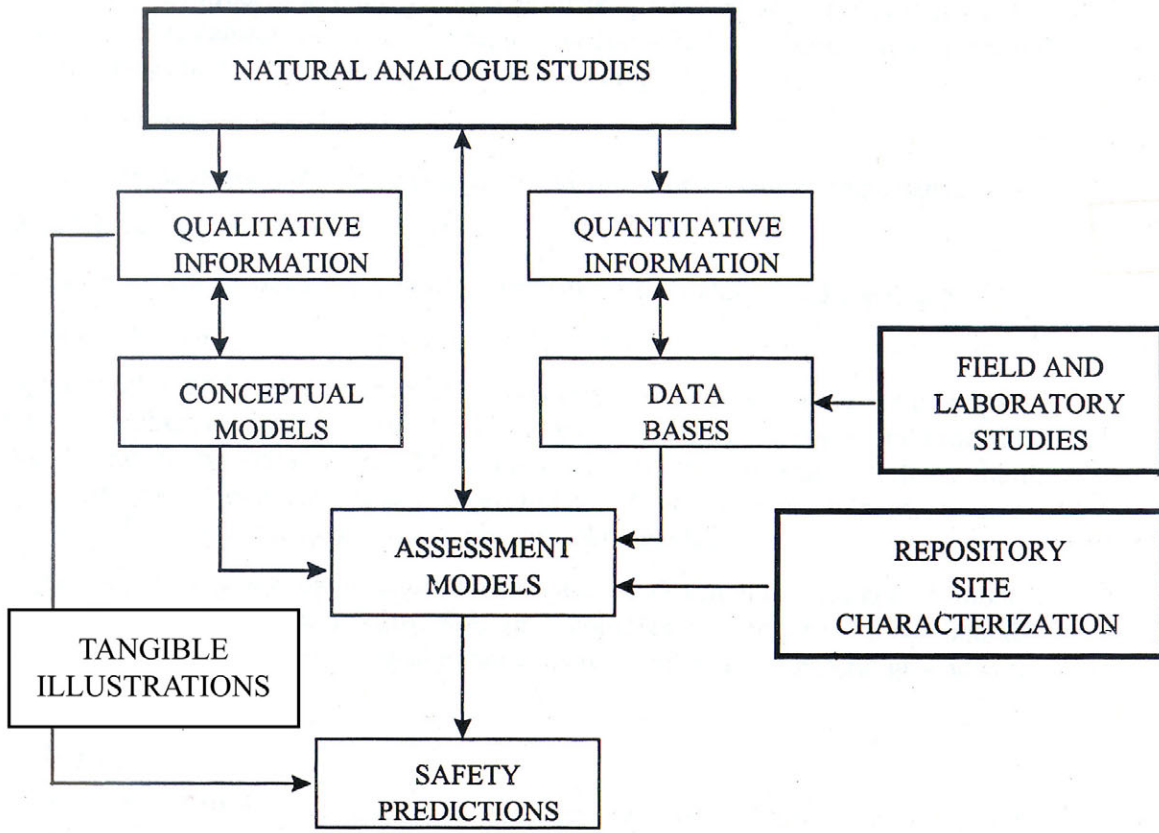 NATURAL ANALOGUE STUDIES
QUALITATIVE
INFORMATION
QUANTITATIVE
INFORMATION
CONCEPTUAL
MODELS
DATA
BASES
FIELD AND
LABORATORY
STUDIES
ASSESSMENT
MODELS
REPOSITORY
SITE
CHARACTERIZATION
TANGIBLE
ILLUSTRATIONS
SAFETY
PREDICTIONS